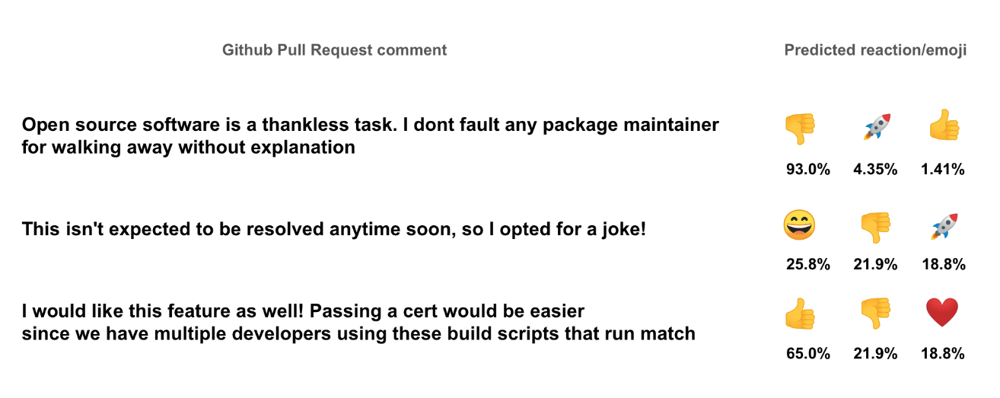 Github Pull Request comment
Predicted reaction/emoji
Open source software is a thankless task. I dont fault any package maintainer
for walking away without explanation
93.0% 4.35% 1.41%
This isn't expected to be resolved anytime soon, so I opted for a joke!
25.8% 21.9% 18.8%
I would like this feature as well! Passing a cert would be easier
since we have multiple developers using these build scripts that run match
65.0% 21.9% 18.8%